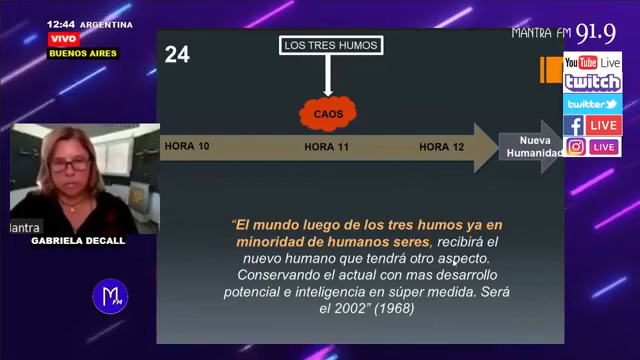 12:44 ARGENTINA
VIVO
BUENOS AIRES
MANTRA FM 91.9
YouTube Live
twitch
twitter
LIVE
LIVE
24
LOS TRES HUMOS
CAOS
HORA 10
HORA 11
HORA 12
Nueva
Humanidad
“El mundo luego de los tres humos ya en
minoridad de humanos seres, recibirá el
nuevo humano que tendrá otro aspecto.
Conservando el actual con mas desarrollo
potencial e inteligencia en súper medida. Será
el 2002” (1968)
lantra
GABRIELA DECALL
M FM